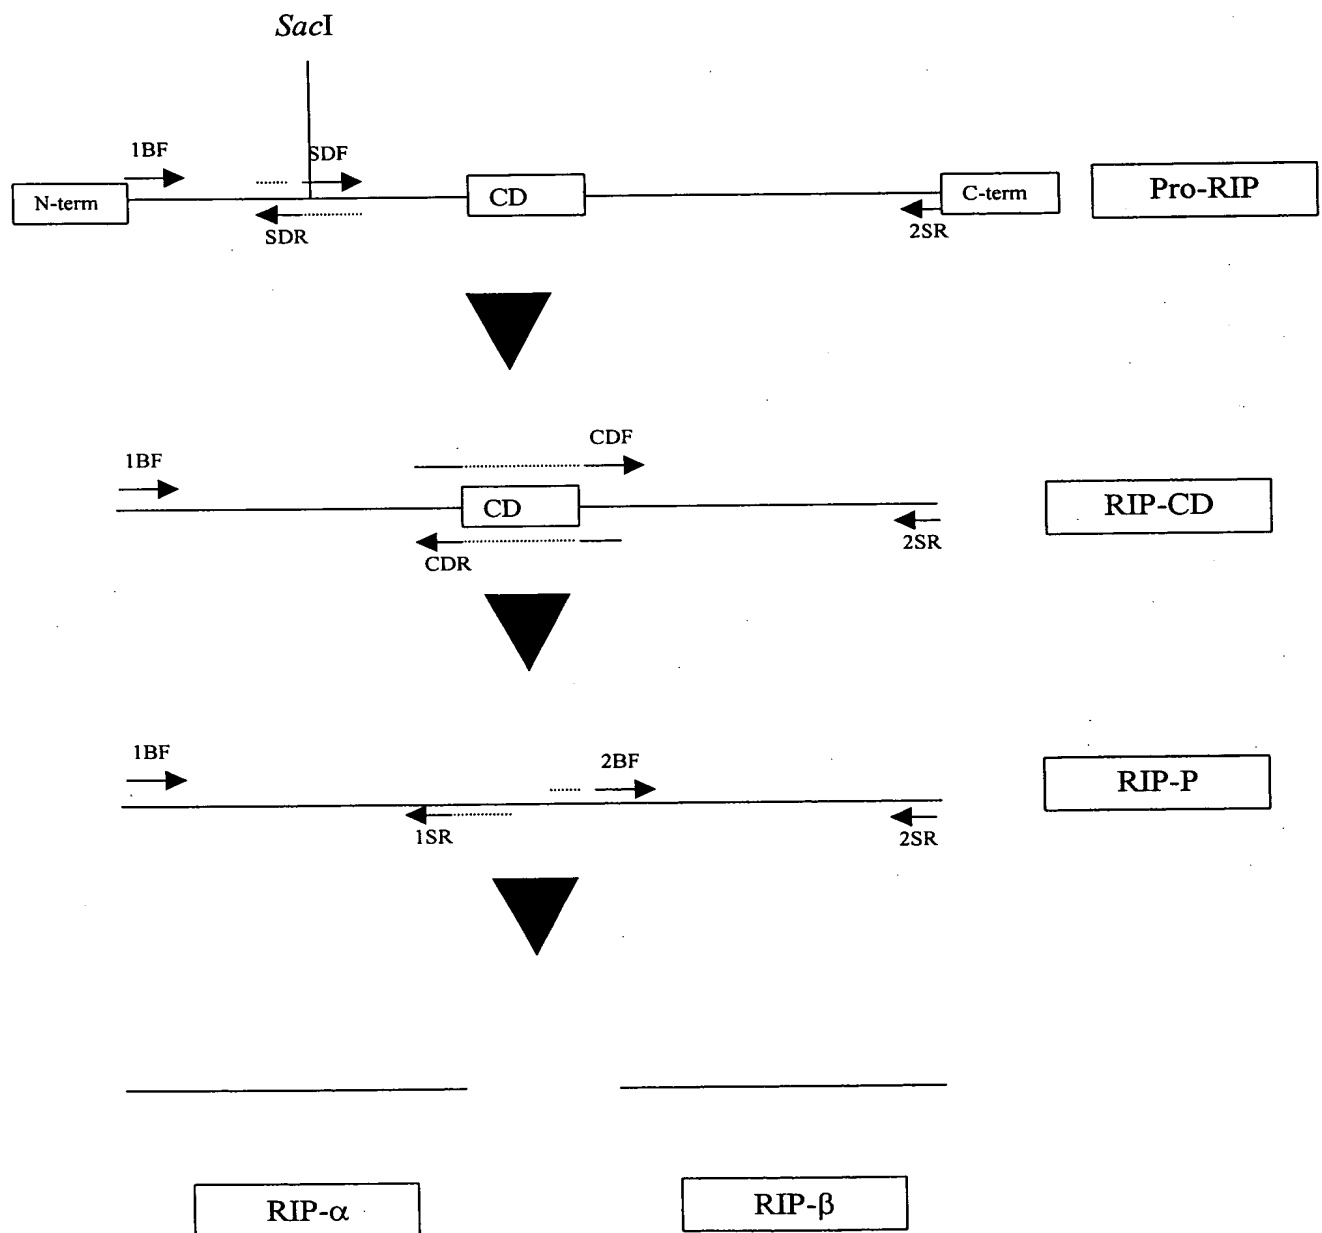 SacI
1BF
SDF
N-term
CD
C-term
Pro-RIP
SDR
2SR
CDF
1BF
CD
RIP-CD
CDR
2SR
1BF
2BF
RIP-P
1SR
2SR
RIP-α
RIP-β